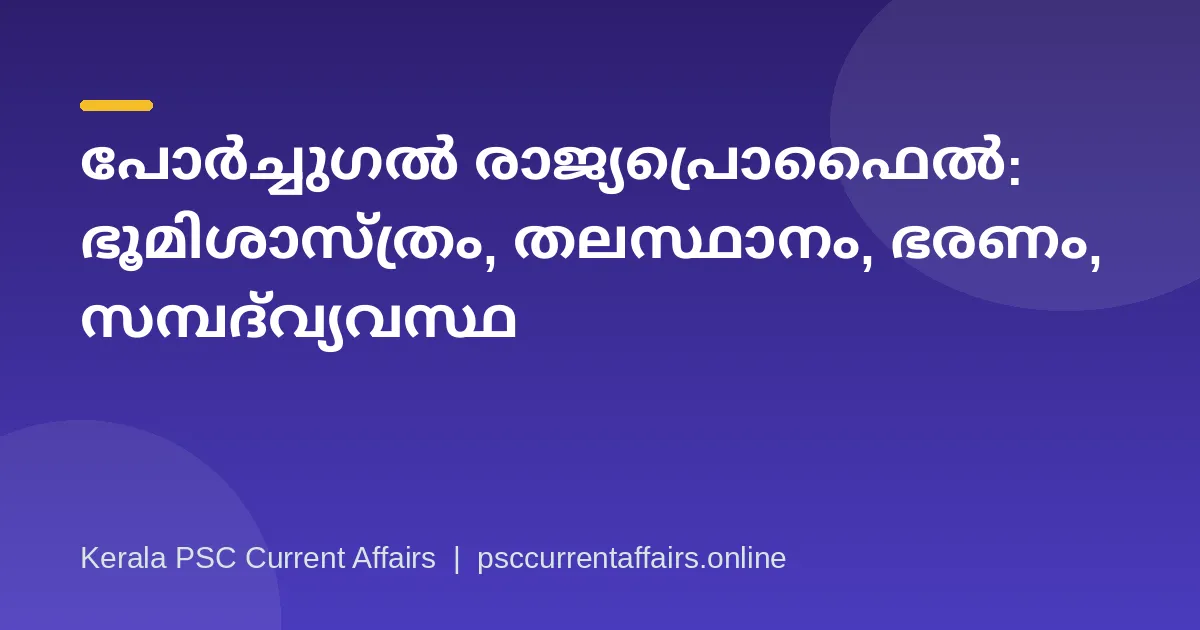 പോർച്ചുഗൽ രാജ്യപ്രൊഫൈൽ:
ഭൂമിശാസ്ത്രം, തലസ്ഥാനം, ഭരണം,
സമ്പദ്‌വ്യവസ്ഥ
Kerala PSC Current Affairs | psccurrentaffairs.online